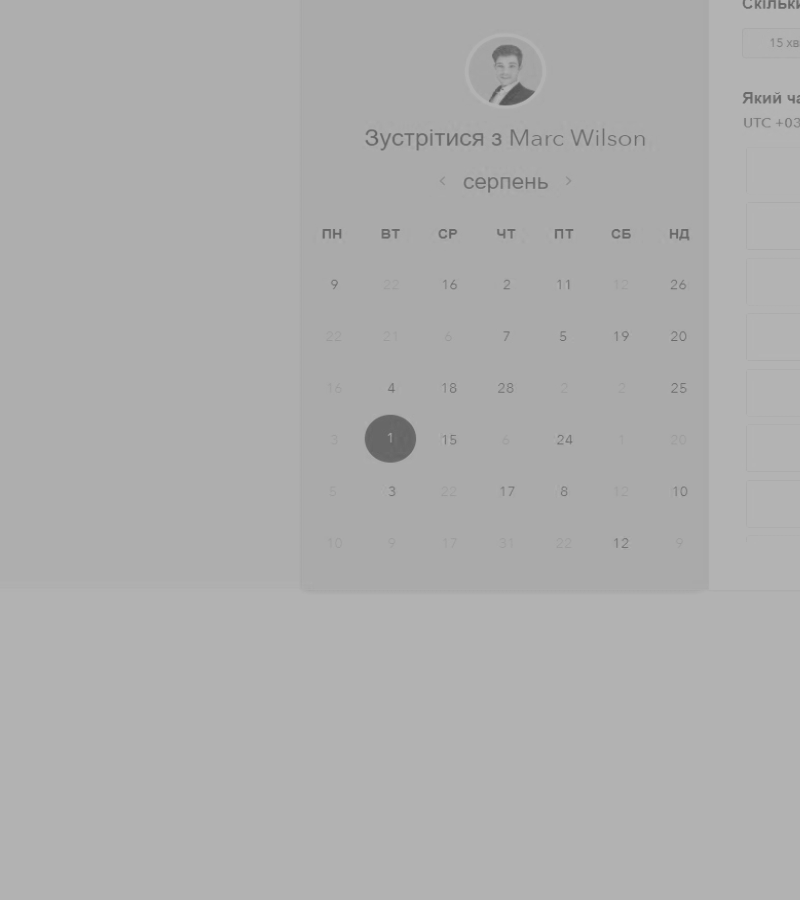 Скільки
15 хв
Який ча
UTC +03
Зустрітися з Marc Wilson
< серпень >
ПН ВТ СР ЧТ ПТ СБ НД
9 22 16 2 11 12 26
22 21 6 7 5 19 20
16 4 18 28 2 2 25
3 1 15 6 24 1 20
5 3 22 17 8 12 10
10 9 17 31 22 12 9